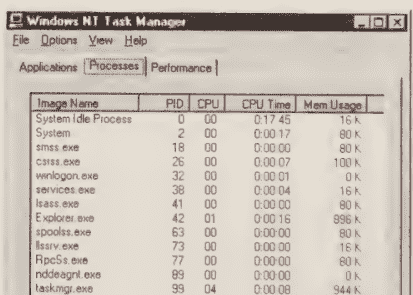 Windows NT Task Manager
File Options View Help
Applications Processes Performance
Image Name PID CPU CPU Time Mem Usage
System Idle Process 0 00 0:17:45 16 K
System 2 00 0:00:17 80 K
smss.exe 18 00 0:00:00 80 K
csrss.exe 26 00 0:00:07 100 K
winlogon.exe 32 00 0:00:01 0 K
services.exe 38 00 0:00:04 16 K
lsass.exe 41 00 0:00:00 80 K
Explorer.exe 42 01 0:00:16 896 K
spoolss.exe 63 00 0:00:00 80 K
llssrv.exe 73 00 0:00:00 16 K
RpcSs.exe 77 00 0:00:00 80 K
nddeagnt.exe 89 00 0:00:00 0 K
taskmgr.exe 99 04 0:00:08 944 K